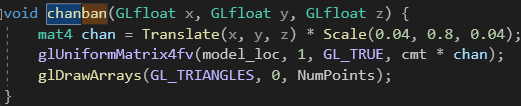 void chanban(GLfloat x, GLfloat y, GLfloat z) {
mat4 chan = Translate(x, y, z) * Scale(0.04, 0.8, 0.04);
glUniformMatrix4fv(model_loc, 1, GL_TRUE, cmt * chan);
glDrawArrays(GL_TRIANGLES, 0, NumPoints);
}